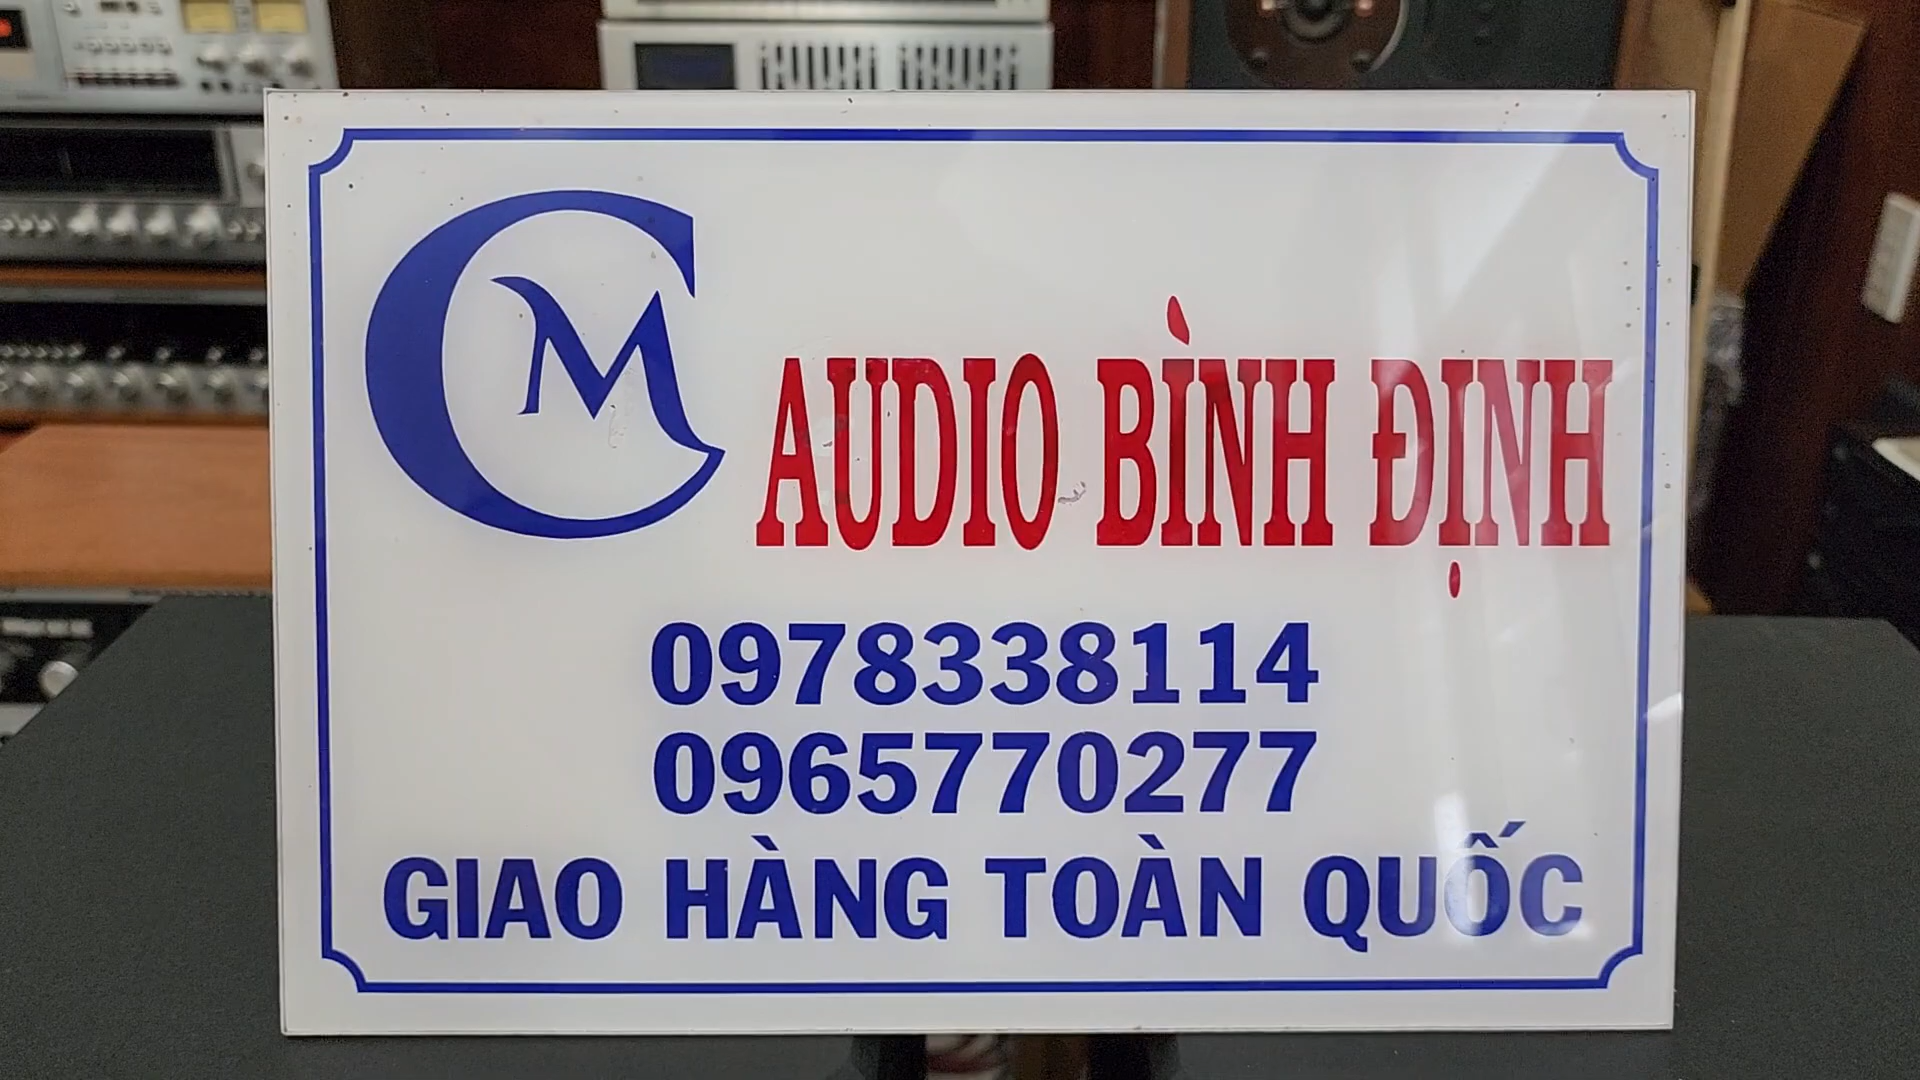 CM
AUDIO BÌNH ĐỊNH
0978338114
0965770277
GIAO HÀNG TOÀN QUỐC